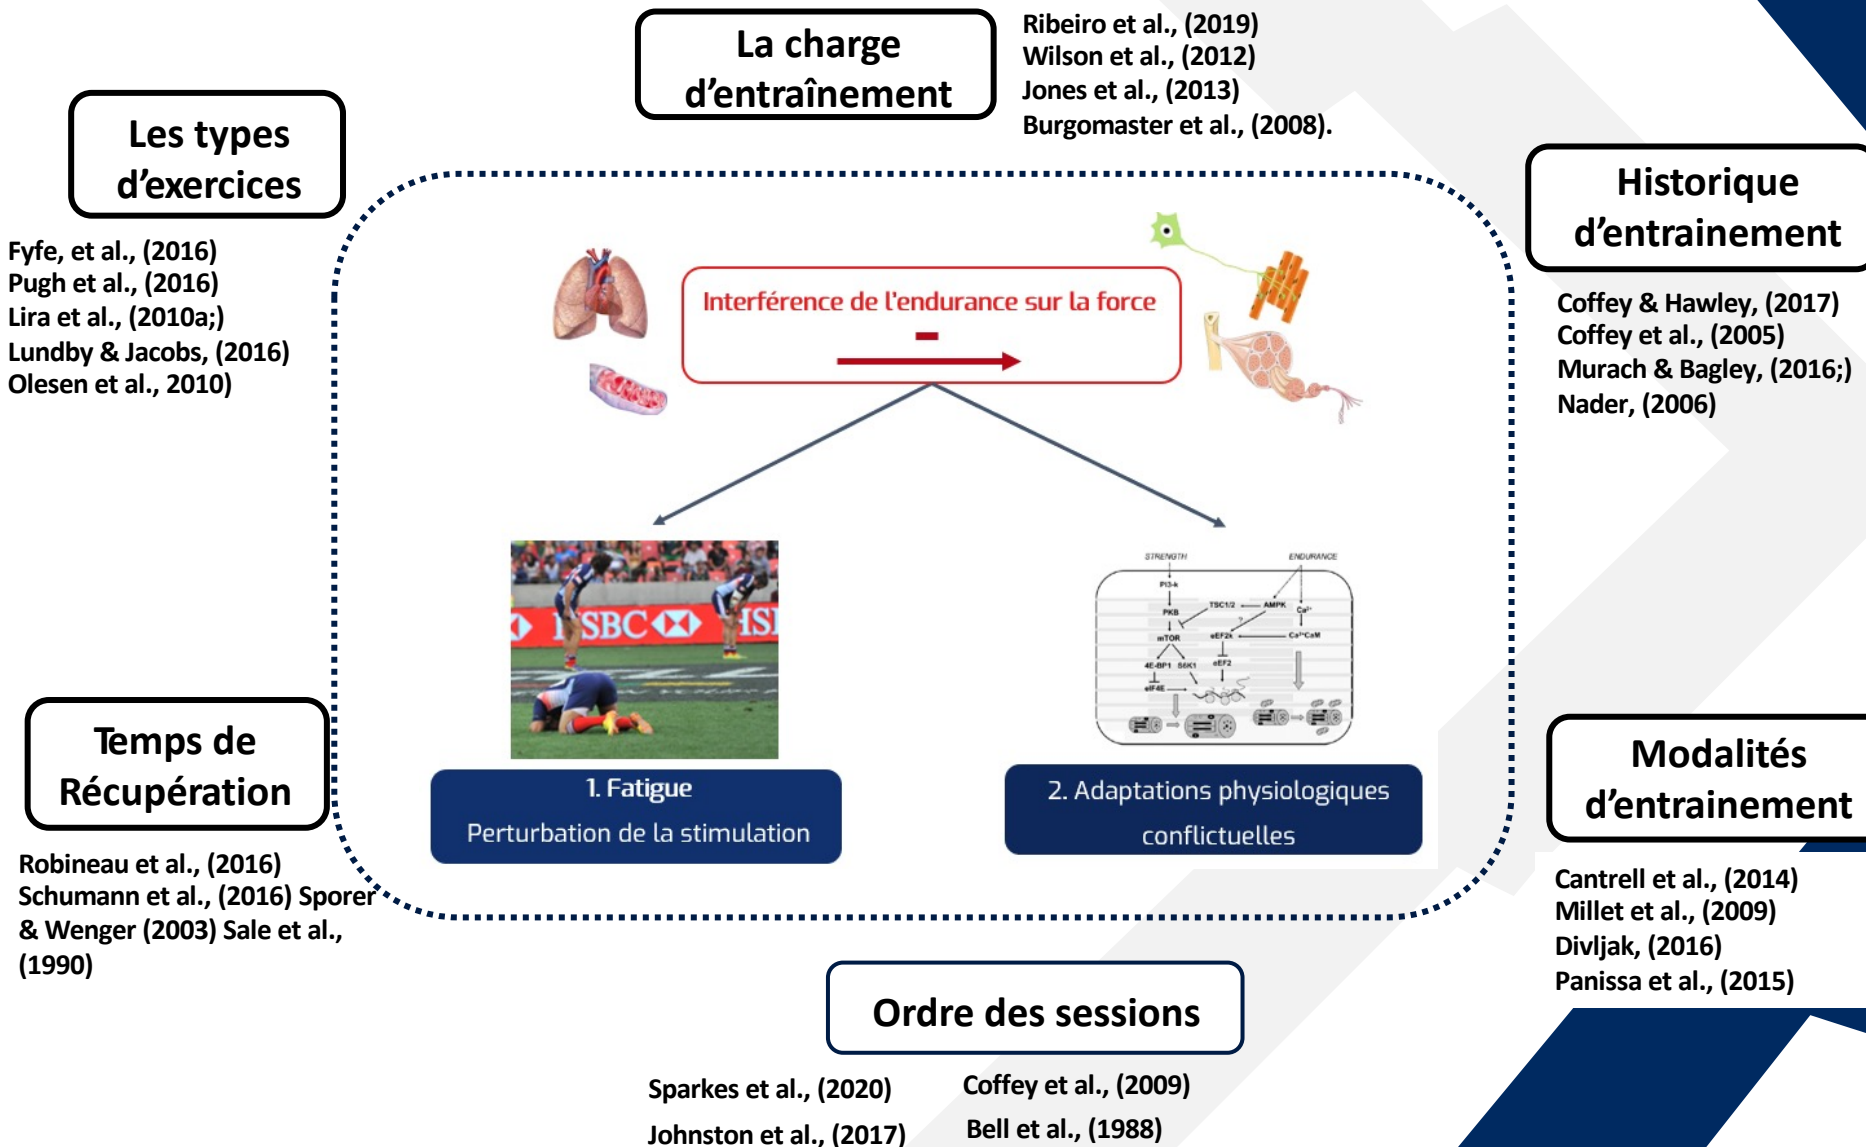 La charge
d'entraînement
Ribeiro et al., (2019)
Wilson et al., (2012)
Jones et al., (2013)
Burgomaster et al., (2008).
Les types
d'exercices
Fyfe, et al., (2016)
Pugh et al., (2016)
Lira et al., (2010a;)
Lundby & Jacobs, (2016)
Olesen et al., 2010)
Historique
d'entrainement
Coffey & Hawley, (2017)
Coffey et al., (2005)
Murach & Bagley, (2016;)
Nader, (2006)
Interférence de l'endurance sur la force
-
HSBC
HS
STRENGTH
ENDURANCE
PI3-k
PKB
TSC1/2
AMPK
Ca²⁺
mTOR
eEF2k
Ca²⁺CaM
?
4E-BP1
S6K1
eEF2
eIF4E
1. Fatigue
Perturbation de la stimulation
2. Adaptations physiologiques
conflictuelles
Temps de
Récupération
Robineau et al., (2016)
Schumann et al., (2016) Sporer
& Wenger (2003) Sale et al.,
(1990)
Modalités
d'entrainement
Cantrell et al., (2014)
Millet et al., (2009)
Divljak, (2016)
Panissa et al., (2015)
Ordre des sessions
Sparkes et al., (2020)
Coffey et al., (2009)
Johnston et al., (2017)
Bell et al., (1988)